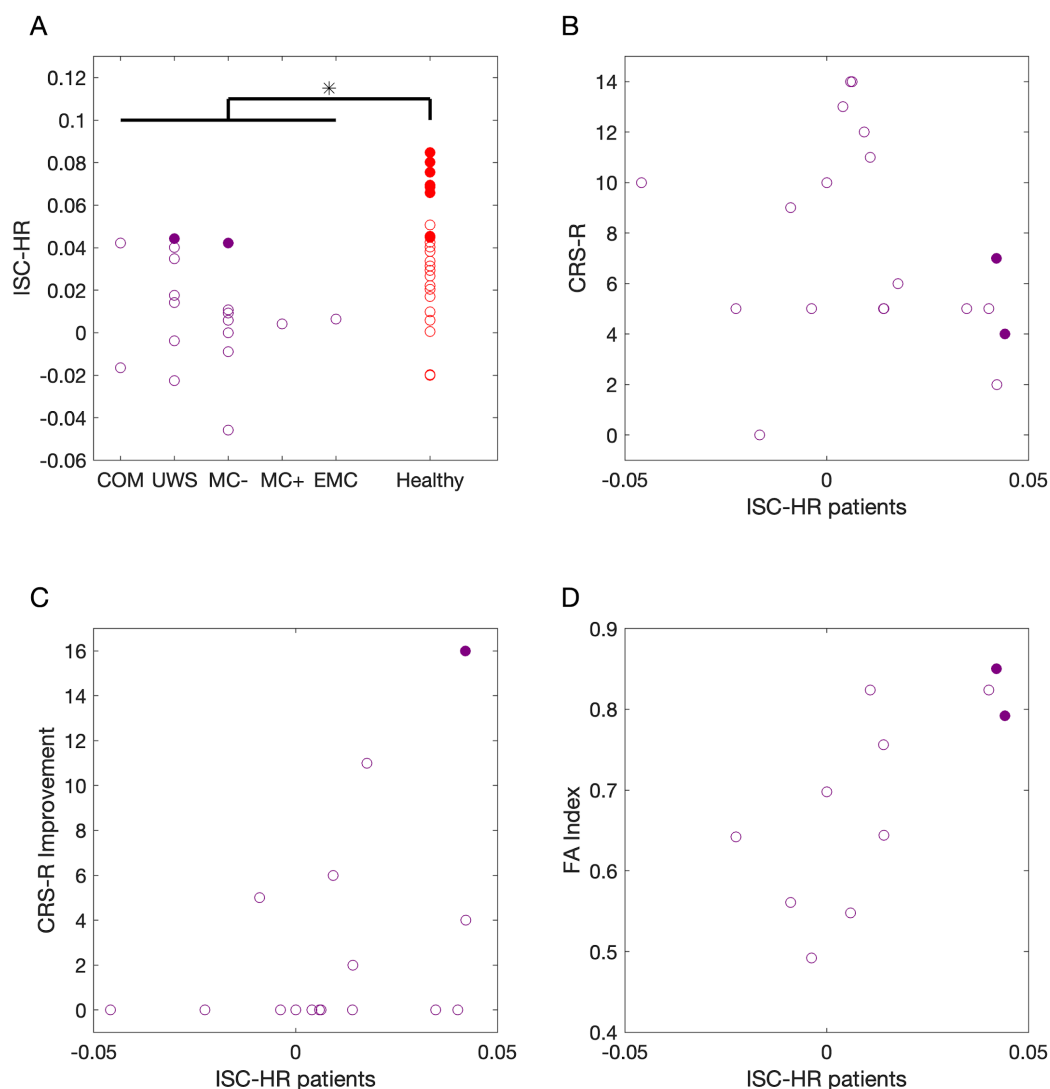 A
0.12
0.1
0.08
0.06
0.04
0.02
0
-0.02
-0.04
-0.06
ISC-HR
COM UWS MC- MC+ EMC Healthy
B
14
12
10
8
6
4
2
0
CRS-R
-0.05 0 0.05
ISC-HR patients
C
16
14
12
10
8
6
4
2
0
CRS-R Improvement
-0.05 0 0.05
ISC-HR patients
D
0.9
0.8
0.7
0.6
0.5
0.4
FA Index
-0.05 0 0.05
ISC-HR patients